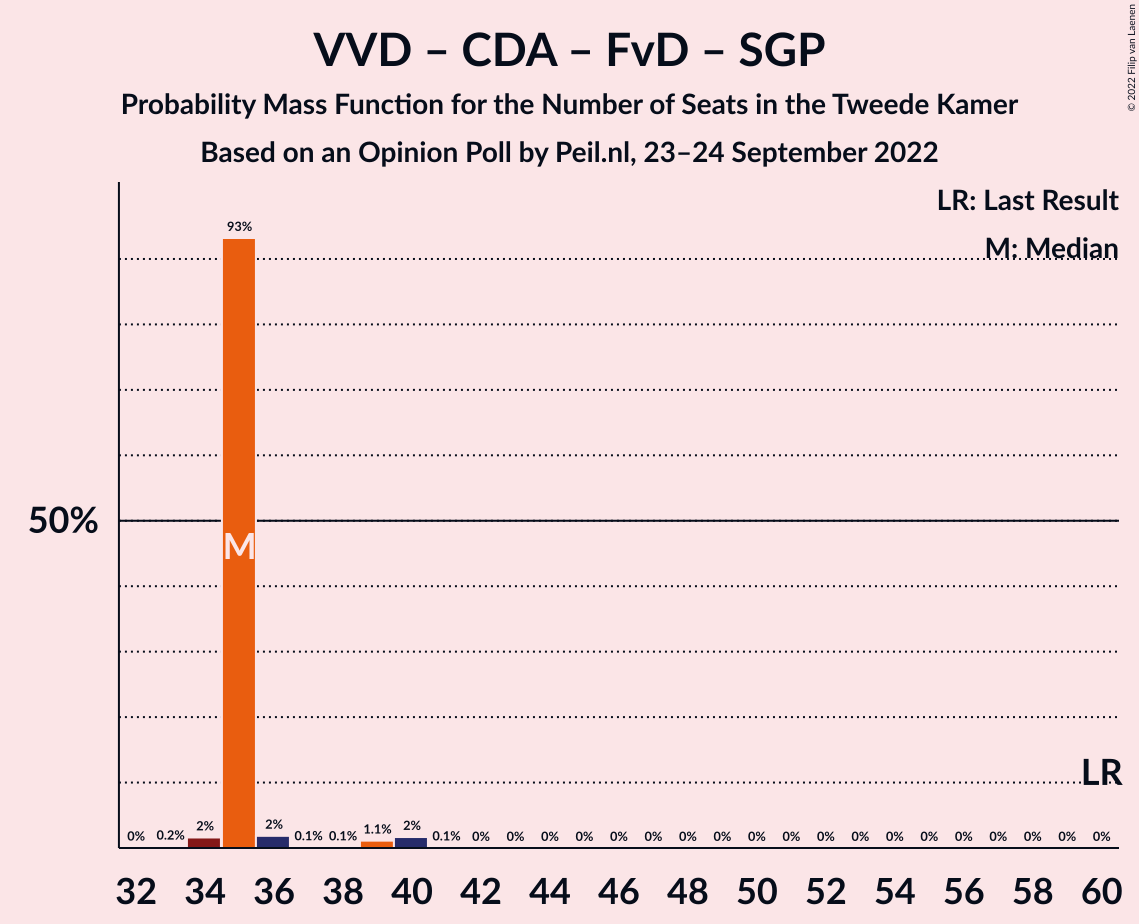 VVD – CDA – FvD – SGP
Probability Mass Function for the Number of Seats in the Tweede Kamer
Based on an Opinion Poll by Peil.nl, 23–24 September 2022
© 2022 Filip van Laenen
LR: Last Result
M: Median
93%
50%
M
LR
0% 0.2% 2% 2% 0.1% 0.1% 1.1% 2% 0.1% 0% 0% 0% 0% 0% 0% 0% 0% 0% 0% 0% 0% 0% 0% 0% 0% 0% 0% 0%
32 34 36 38 40 42 44 46 48 50 52 54 56 58 60